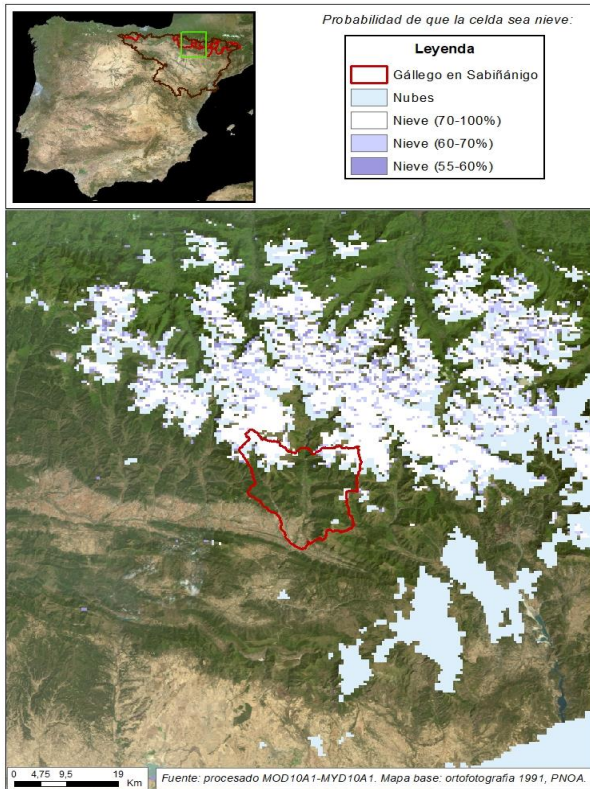 Probabilidad de que la celda sea nieve:
Leyenda
Gállego en Sabiñánigo
Nubes
Nieve (70-100%)
Nieve (60-70%)
Nieve (55-60%)
0 4,75 9,5 19
Km
Fuente: procesado MOD10A1-MYD10A1. Mapa base: ortofotografía 1991, PNOA.